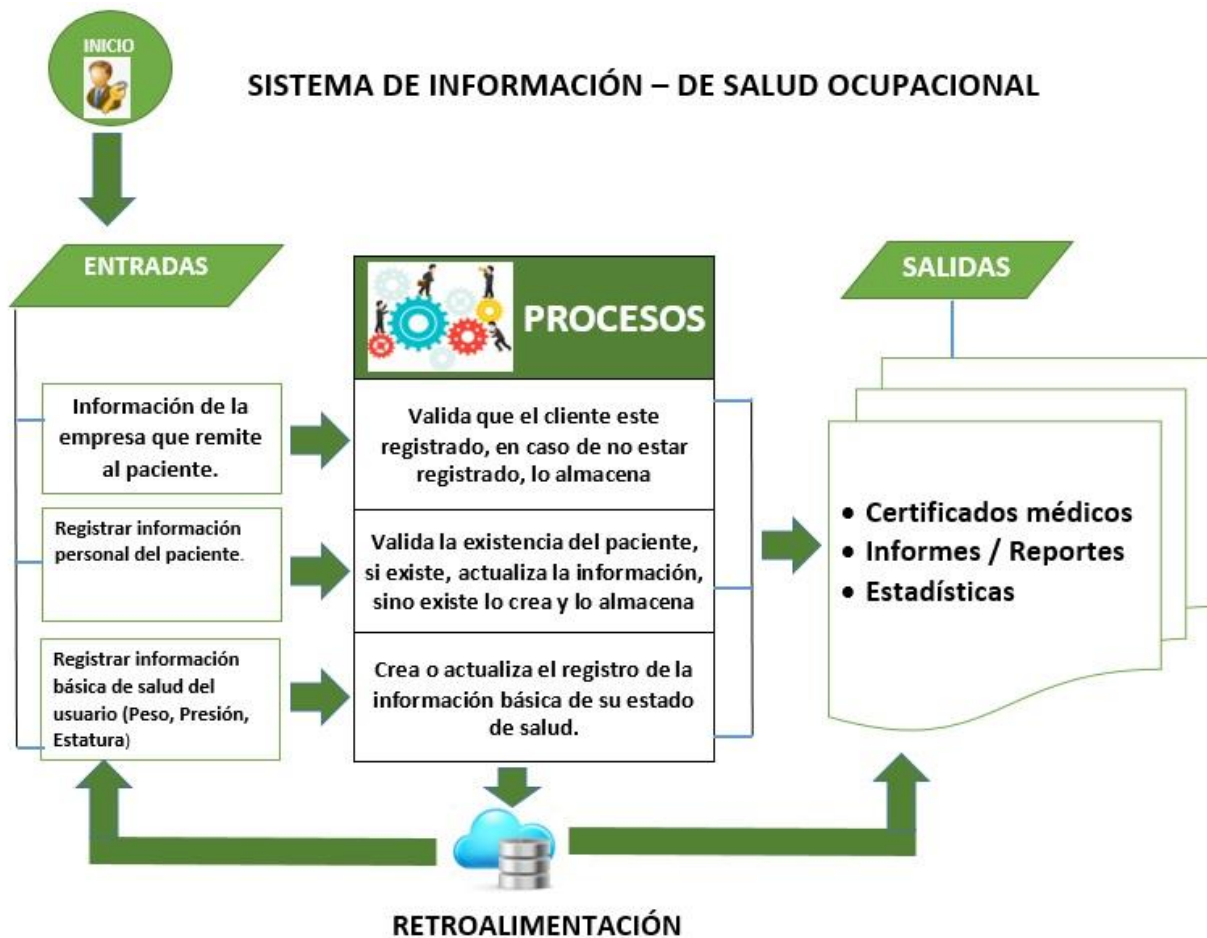 INICIO
SISTEMA DE INFORMACIÓN – DE SALUD OCUPACIONAL
ENTRADAS
Información de la
empresa que remite
al paciente.
Registrar información
personal del paciente.
Registrar información
básica de salud del
usuario (Peso, Presión,
Estatura)
PROCESOS
Valida que el cliente este
registrado, en caso de no estar
registrado, lo almacena
Valida la existencia del paciente,
si existe, actualiza la información,
sino existe lo crea y lo almacena
Crea o actualiza el registro de la
información básica de su estado
de salud.
SALIDAS
• Certificados médicos
• Informes / Reportes
• Estadísticas
RETROALIMENTACIÓN